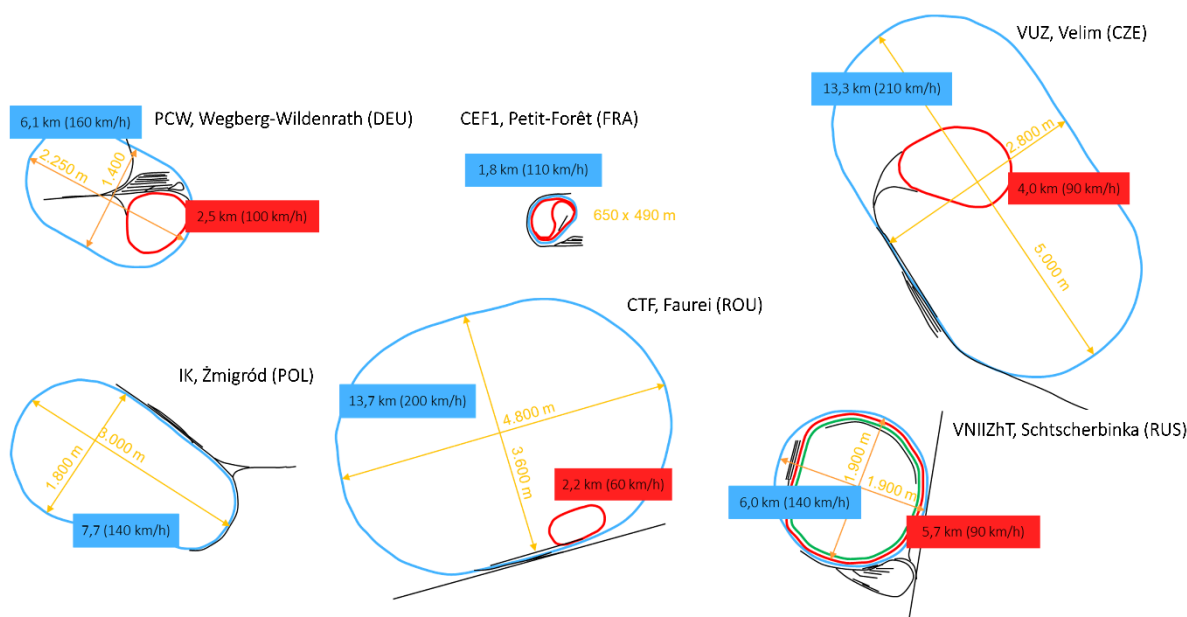 VUZ, Velim (CZE)
13,3 km (210 km/h)
2.800 m
4,0 km (90 km/h)
5.000 m
6,1 km (160 km/h)
PCW, Wegberg-Wildenrath (DEU)
2.250 m
1.400
2,5 km (100 km/h)
CEF1, Petit-Forêt (FRA)
1,8 km (110 km/h)
650 x 490 m
CTF, Faurei (ROU)
13,7 km (200 km/h)
4.800 m
3.600 m
2,2 km (60 km/h)
IK, Żmigród (POL)
3.000 m
1.800 m
7,7 (140 km/h)
VNIIZhT, Schtscherbinka (RUS)
1.900 m
1.900 m
6,0 km (140 km/h)
5,7 km (90 km/h)